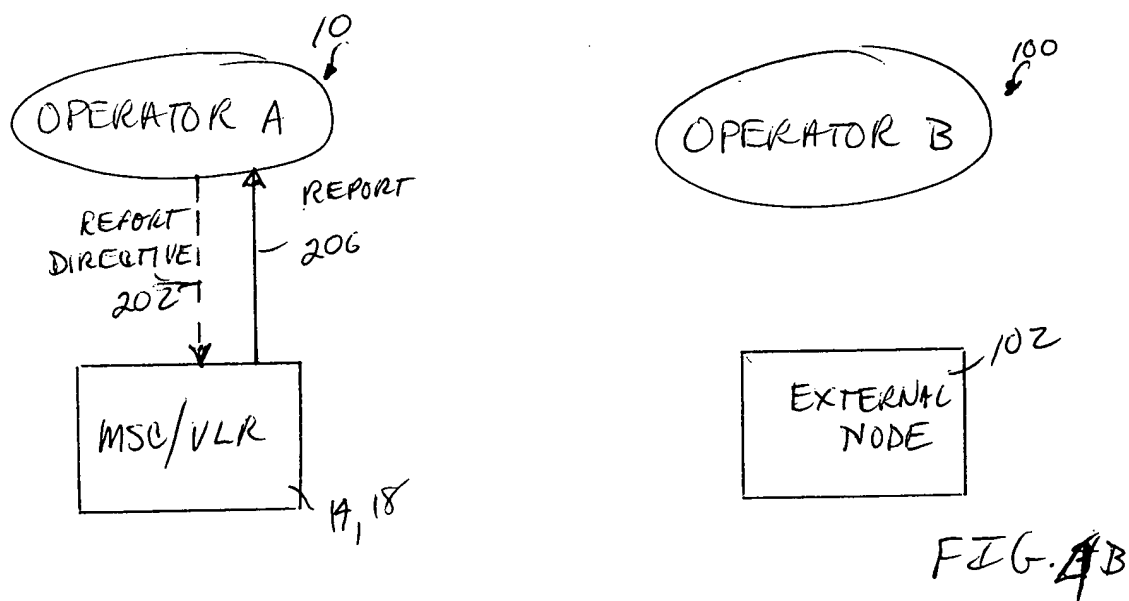 10
OPERATOR A
REPORT
DIRECTIVE
202
REPORT
206
MSC/VLR
14, 18
100
OPERATOR B
102
EXTERNAL
NODE
FIG. 4B